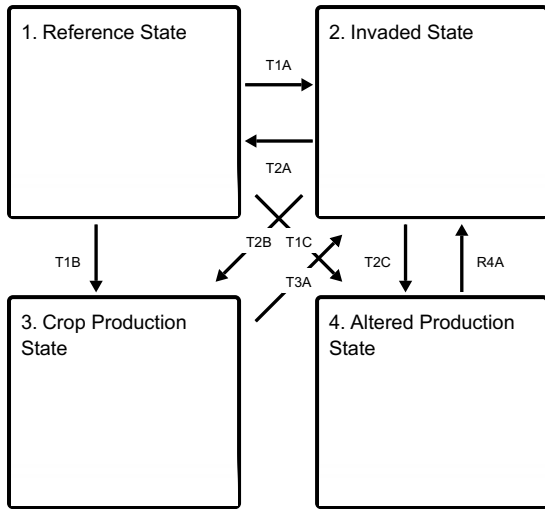 1. Reference State
2. Invaded State
T1A
T2A
T2B
T1C
T1B
T3A
T2C
R4A
3. Crop Production
State
4. Altered Production
State